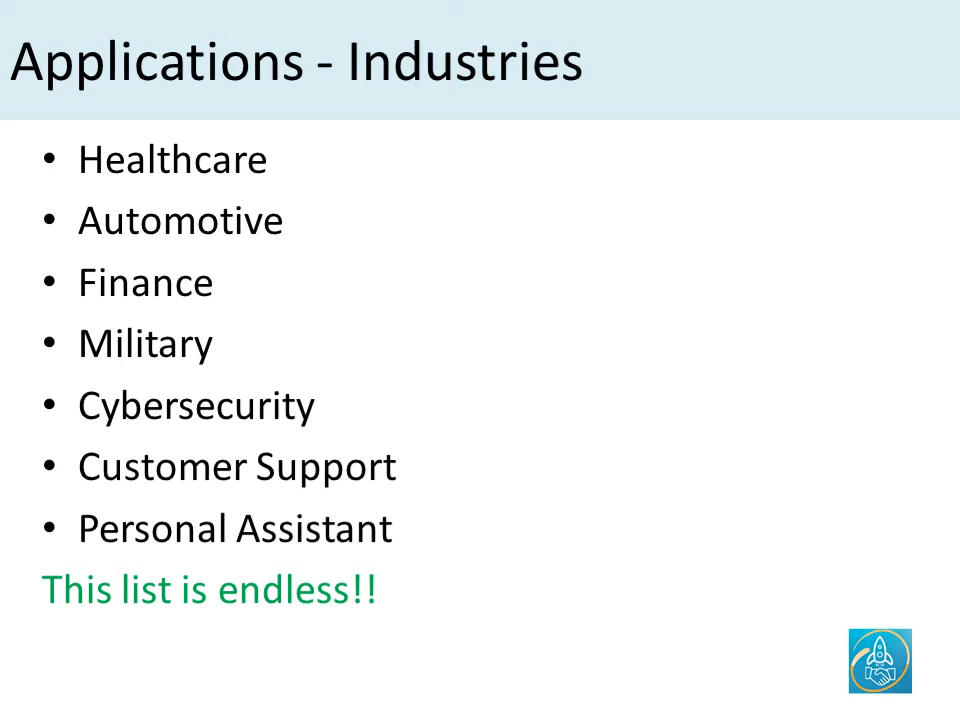 Applications - Industries
• Healthcare
• Automotive
• Finance
• Military
• Cybersecurity
• Customer Support
• Personal Assistant
This list is endless!!